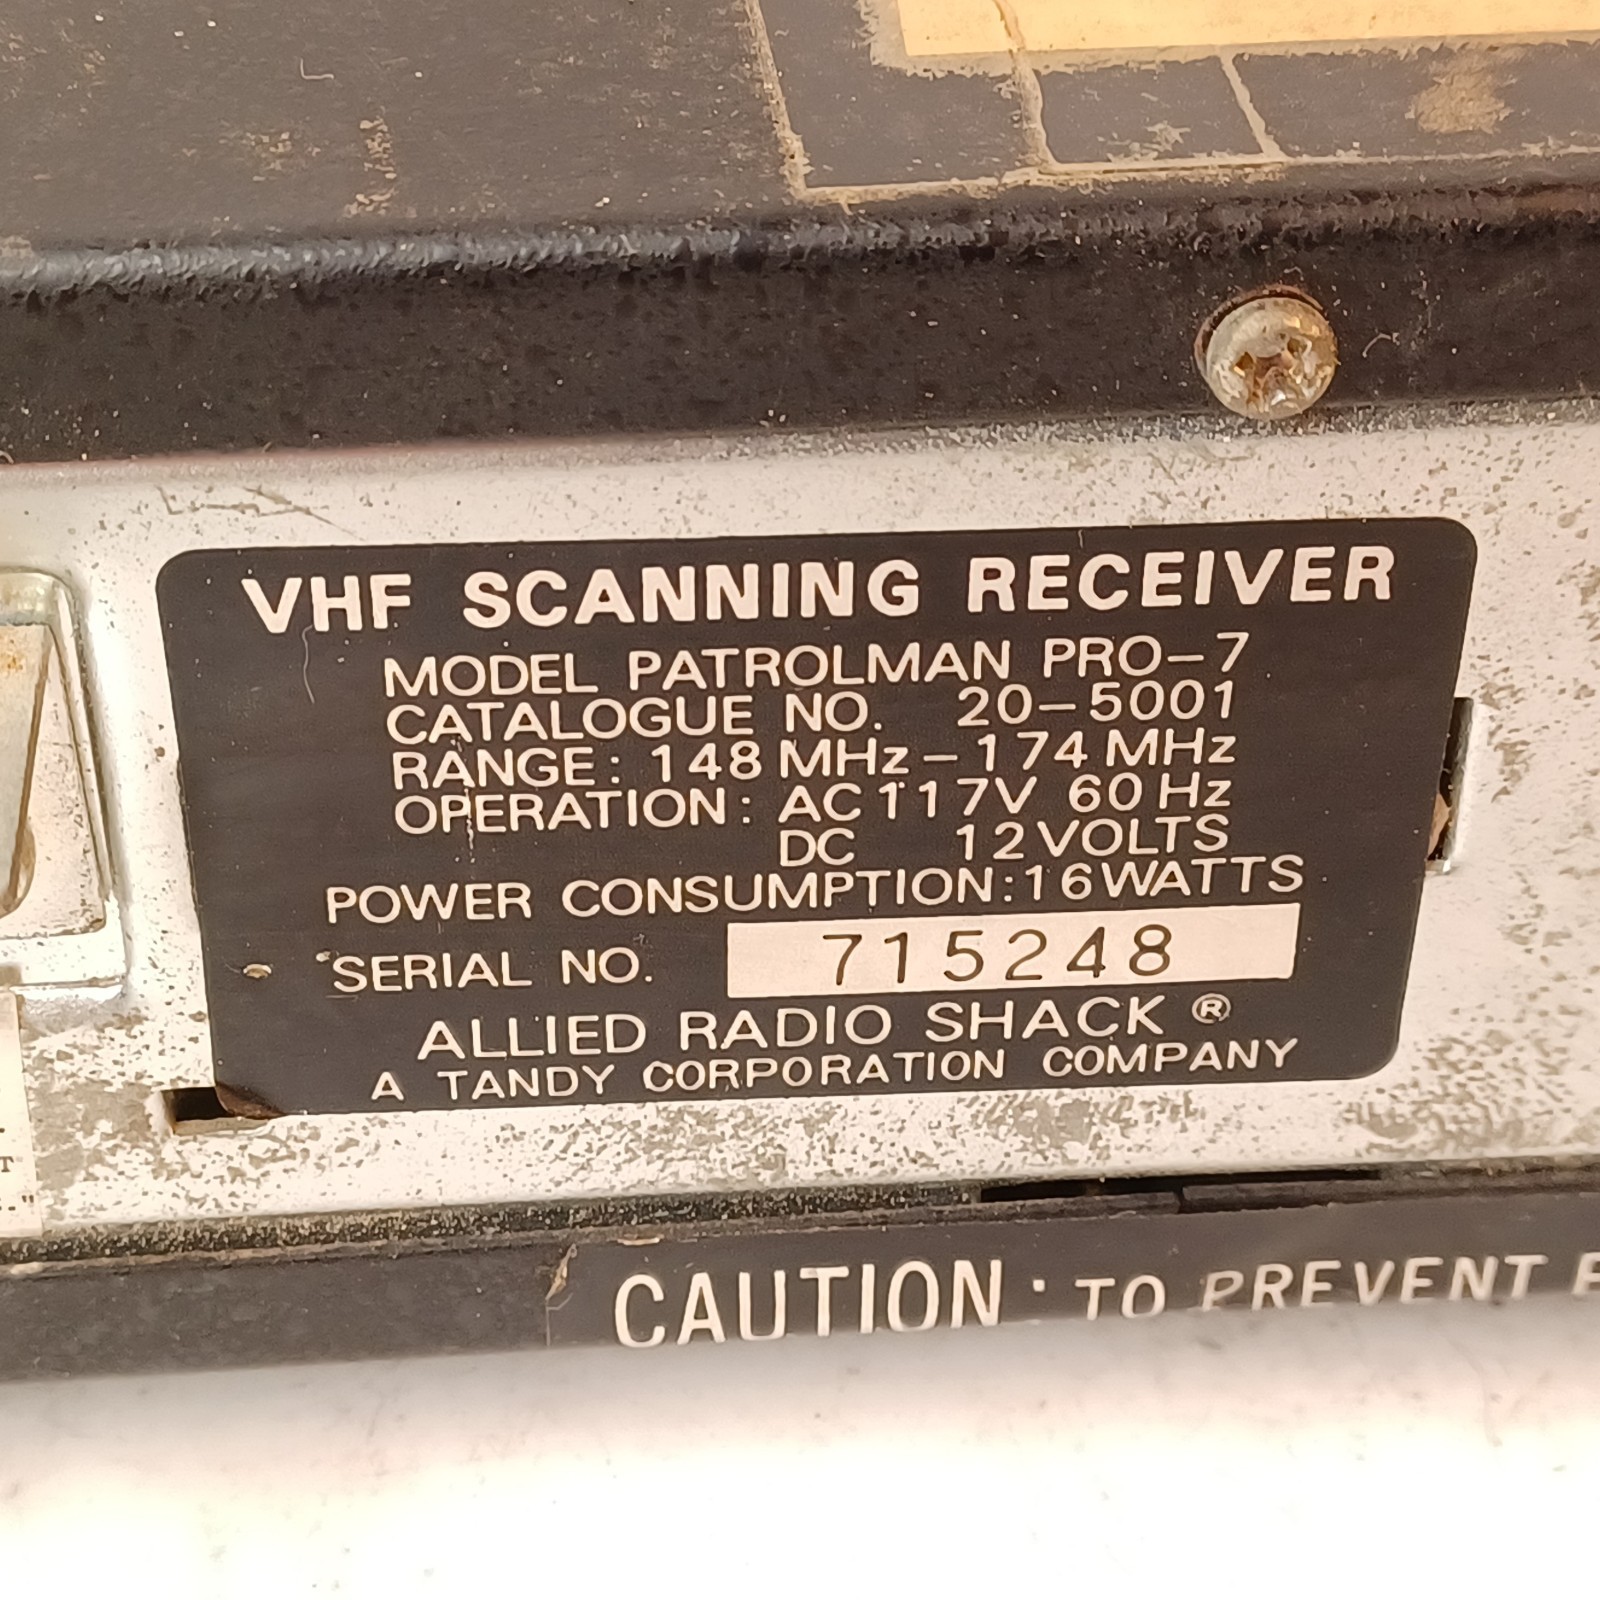 VHF SCANNING RECEIVER
MODEL PATROLMAN PRO-7
CATALOGUE NO. 20-5001
RANGE: 148 MHz-174 MHz
OPERATION: AC 117V 60 Hz
DC 12 VOLTS
POWER CONSUMPTION: 16 WATTS
SERIAL NO. 715248
ALLIED RADIO SHACK ®
A TANDY CORPORATION COMPANY
CAUTION: TO PREVENT